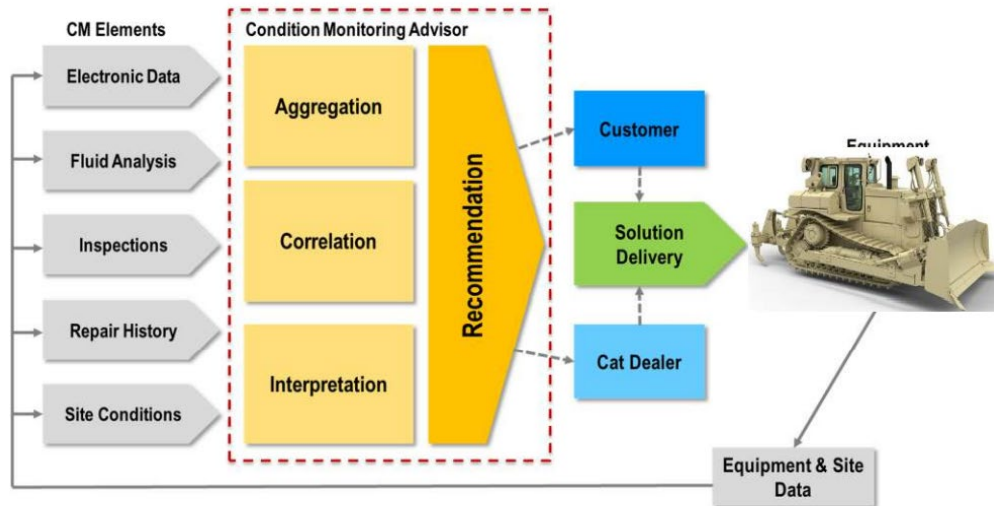 CM Elements
Condition Monitoring Advisor
Electronic Data
Fluid Analysis
Inspections
Repair History
Site Conditions
Aggregation
Correlation
Interpretation
Recommendation
Customer
Solution
Delivery
Cat Dealer
Equipment
Equipment & Site
Data